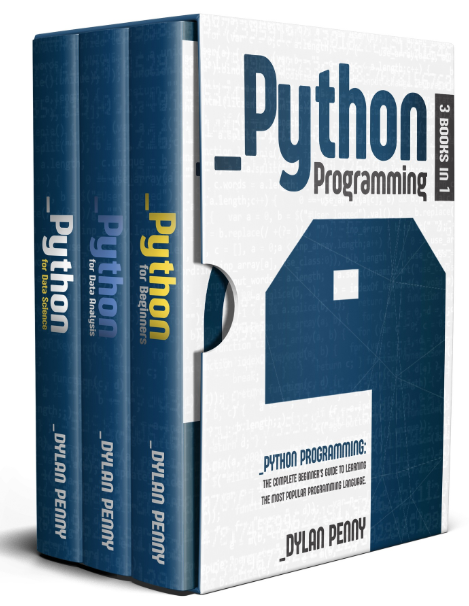 _Python
for Data Science
_DYLAN PENNY
_Python
for Data Analysis
_DYLAN PENNY
_Python
for Beginners
_DYLAN PENNY
_Python
Programming
3 BOOKS in 1
_PYTHON PROGRAMMING:
THE COMPLETE BEGINNER'S GUIDE TO LEARNING
THE MOST POPULAR PROGRAMMING LANGUAGE.
_DYLAN PENNY